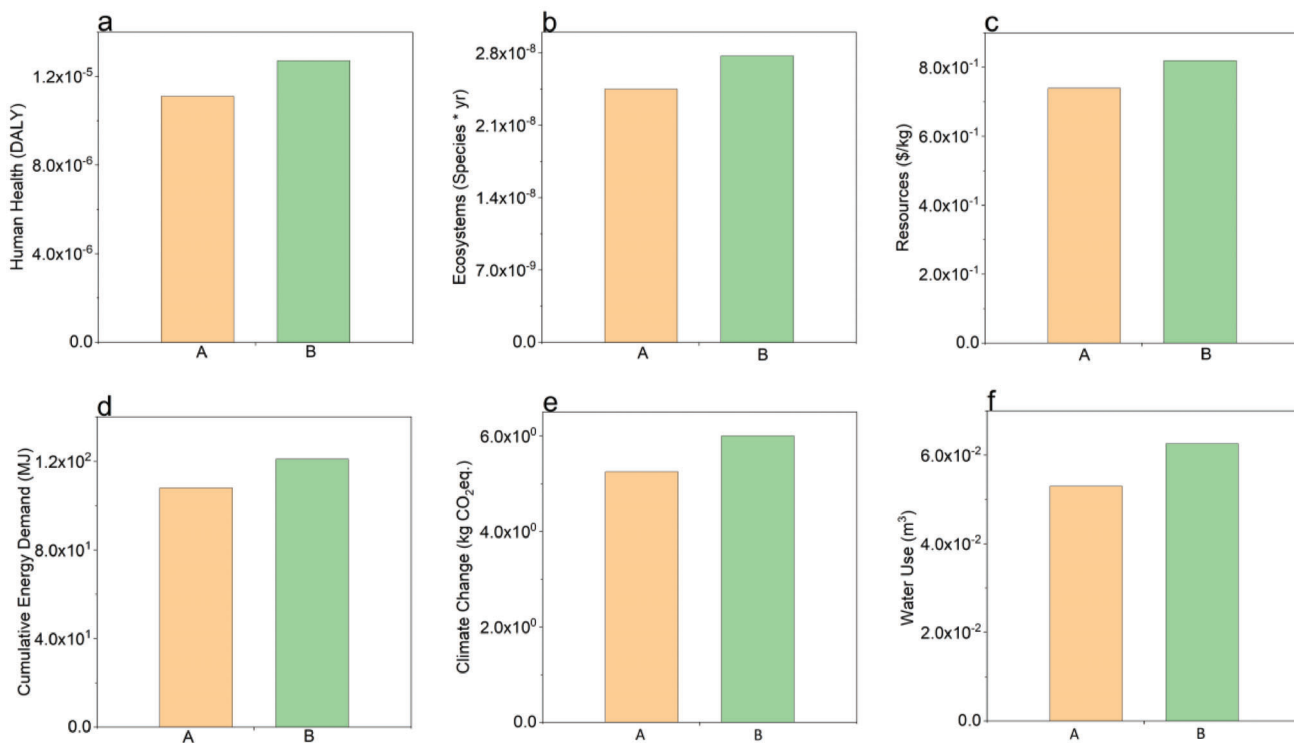 a
Human Health (DALY)
1.2x10⁻⁵
8.0x10⁻⁶
4.0x10⁻⁶
0.0
A B
b
Ecosystems (Species * yr)
2.8x10⁻⁸
2.1x10⁻⁸
1.4x10⁻⁸
7.0x10⁻⁹
0.0
A B
c
Resources ($/kg)
8.0x10⁻¹
6.0x10⁻¹
4.0x10⁻¹
2.0x10⁻¹
0.0
A B
d
Cumulative Energy Demand (MJ)
1.2x10²
8.0x10¹
4.0x10¹
0.0
A B
e
Climate Change (kg CO₂eq.)
6.0x10⁰
4.0x10⁰
2.0x10⁰
0.0
A B
f
Water Use (m³)
6.0x10⁻²
4.0x10⁻²
2.0x10⁻²
0.0
A B